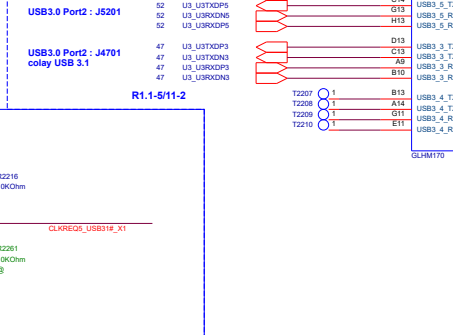 52 U3_U3TXDP5 C14 USB3_5_T
USB3.0 Port2 : J5201 52 U3_U3RXDN5 G13 USB3_5_R
52 U3_U3RXDP5 H13 USB3_5_R
47 U3_U3TXDP3 D13 USB3_3_T
USB3.0 Port2 : J4701 47 U3_U3TXDN3 C13 USB3_3_T
colay USB 3.1 47 U3_U3RXDP3 A9 USB3_3_R
47 U3_U3RXDN3 B10 USB3_3_R
R1.1-5/11-2
T2207 1 B13 USB3_4_T
T2208 1 A14 USB3_4_T
T2209 1 G11 USB3_4_R
T2210 1 E11 USB3_4_R
GLHM170
R2216
0KOhm
CLKREQ5_USB31#_X1
R2261
0KOhm
@